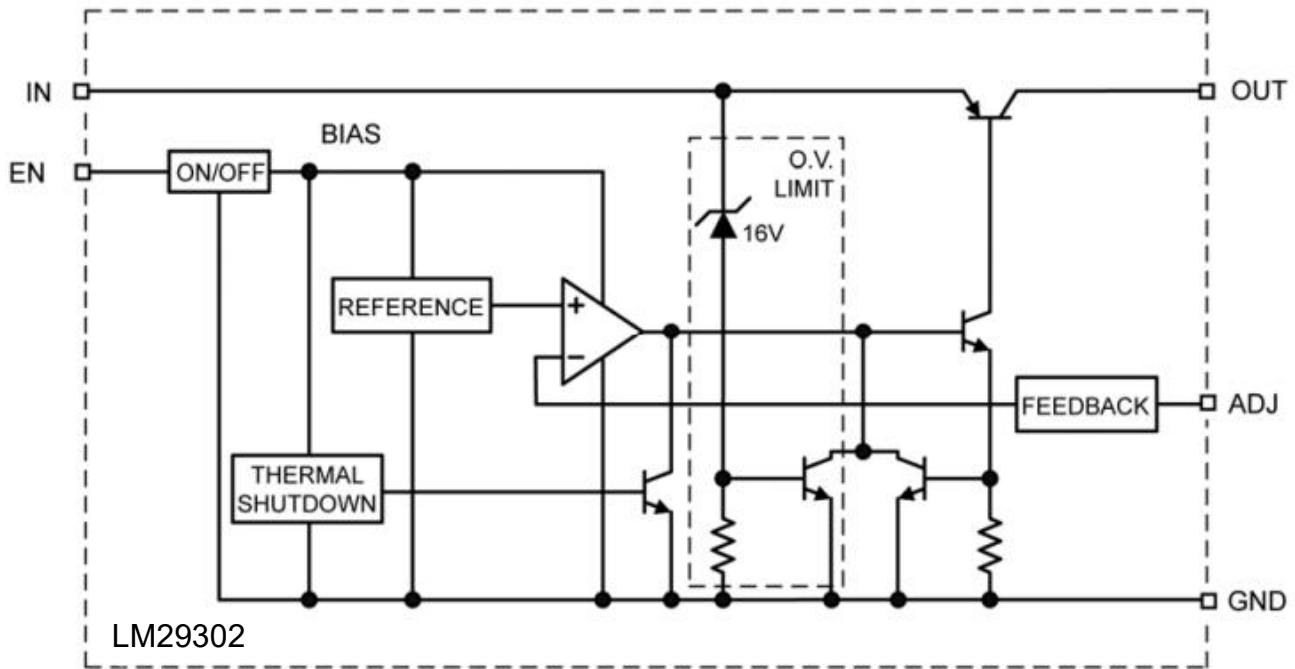 IN
OUT
BIAS
EN
ON/OFF
O.V.
LIMIT
16V
REFERENCE
+
−
FEEDBACK
ADJ
THERMAL
SHUTDOWN
GND
LM29302